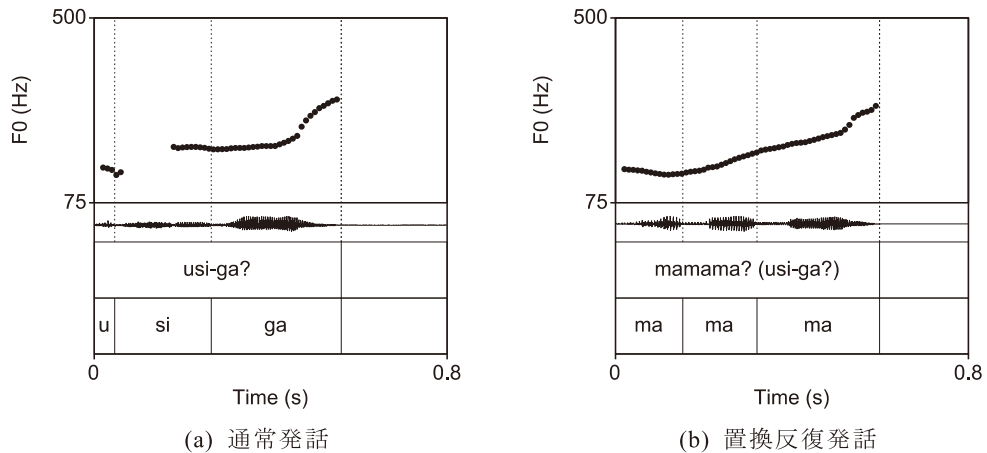 500
F0 (Hz)
75
usi-ga?
u si ga
0 0.8
Time (s)
(a) 通常発話
500
F0 (Hz)
75
mamama? (usi-ga?)
ma ma ma
0 0.8
Time (s)
(b) 置換反復発話